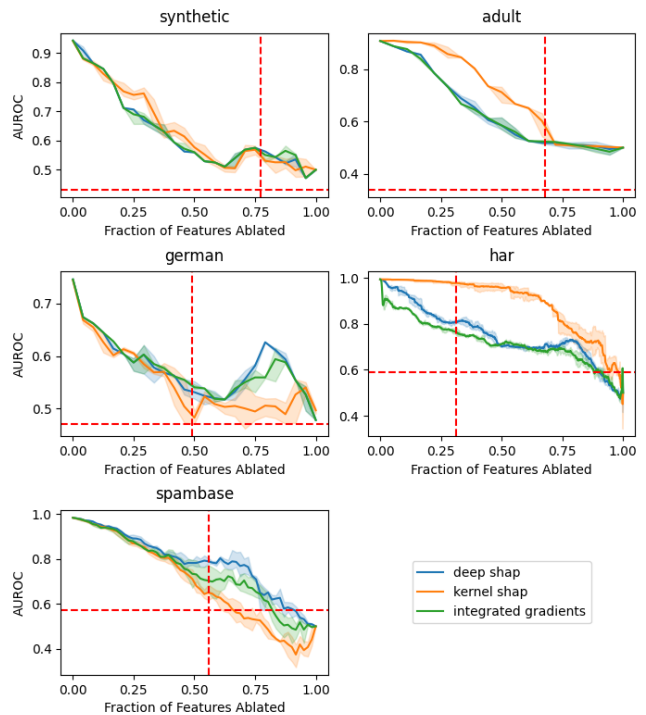 synthetic
AUROC
0.9
0.8
0.7
0.6
0.5
0.00 0.25 0.50 0.75 1.00
Fraction of Features Ablated
adult
0.8
0.6
0.4
0.00 0.25 0.50 0.75 1.00
Fraction of Features Ablated
german
AUROC
0.7
0.6
0.5
0.00 0.25 0.50 0.75 1.00
Fraction of Features Ablated
har
1.0
0.8
0.6
0.4
0.00 0.25 0.50 0.75 1.00
Fraction of Features Ablated
spambase
AUROC
1.0
0.8
0.6
0.4
0.00 0.25 0.50 0.75 1.00
Fraction of Features Ablated
deep shap
kernel shap
integrated gradients